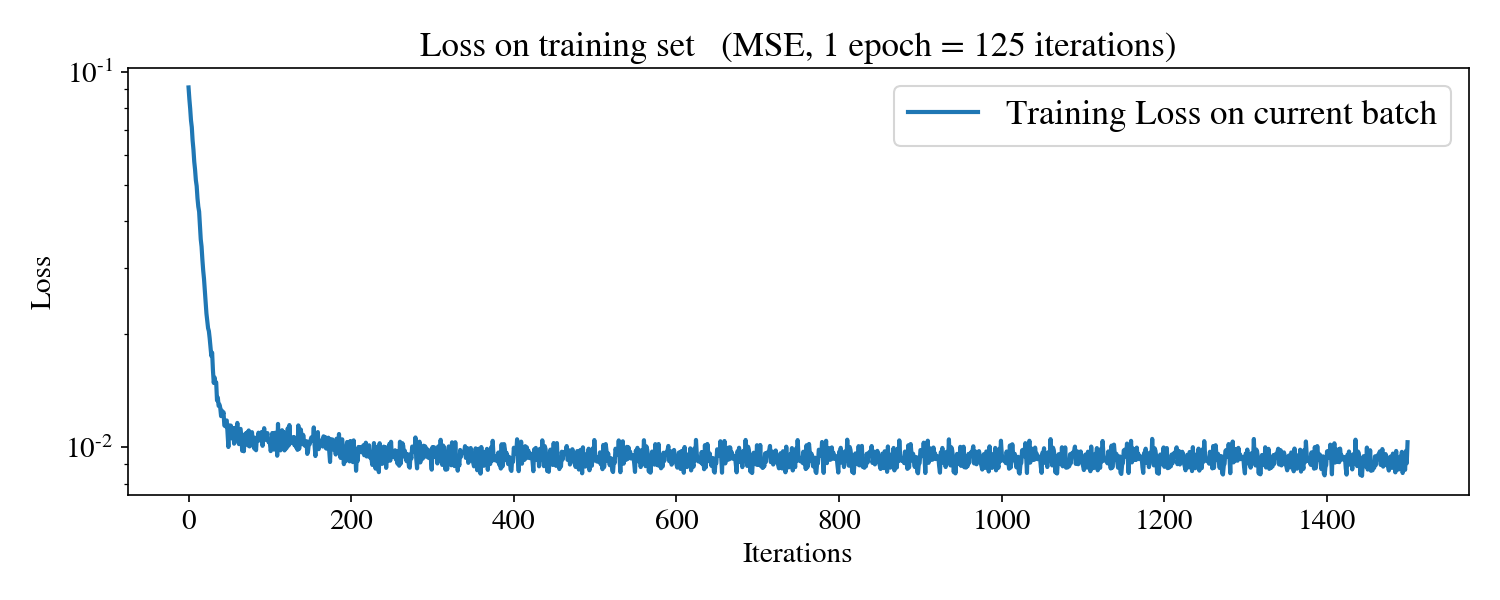 Loss on training set (MSE, 1 epoch = 125 iterations)
10-1
Training Loss on current batch
Loss
10-2
0 200 400 600 800 1000 1200 1400
Iterations